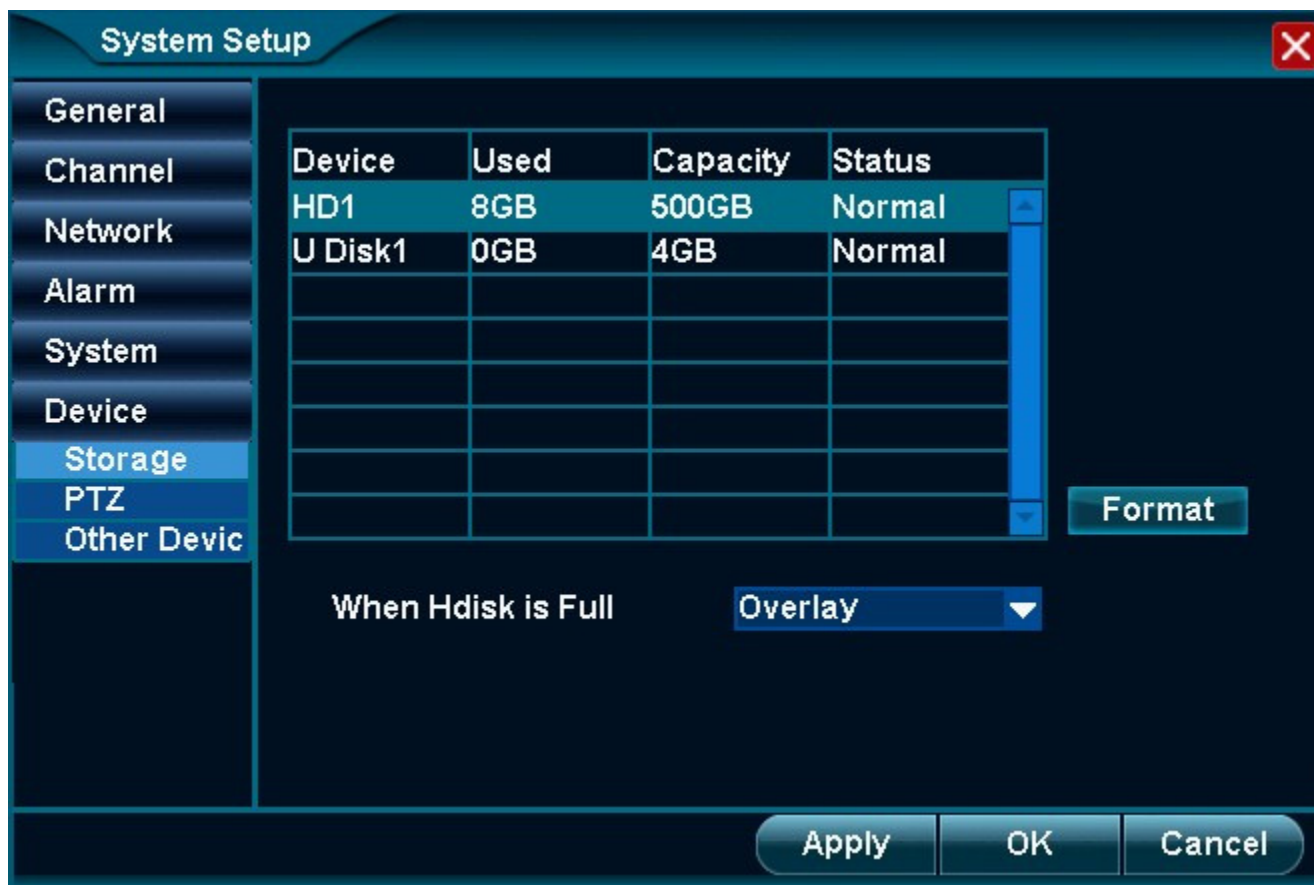 System Setup
General
Channel
Network
Alarm
System
Device
Storage
PTZ
Other Devic
Device Used Capacity Status
HD1 8GB 500GB Normal
U Disk1 0GB 4GB Normal
Format
When Hdisk is Full Overlay
Apply OK Cancel